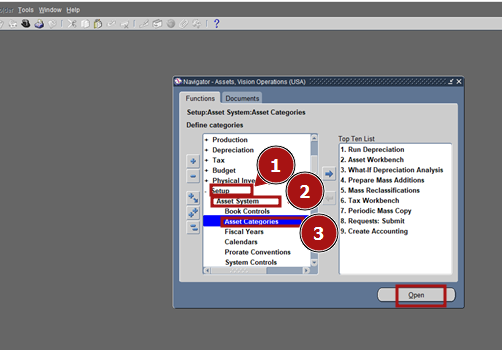 older Tools Window Help
Navigator - Assets, Vision Operations (USA)
Functions Documents
Setup:Asset System:Asset Categories
Define categories
+ Production
+ Depreciation
+ Tax
+ Budget
+ Physical Inve
- Setup
Asset System
Book Controls
Asset Categories
Fiscal Years
Calendars
Prorate Conventions
System Controls
1
2
3
Top Ten List
1. Run Depreciation
2. Asset Workbench
3. What-If Depreciation Analysis
4. Prepare Mass Additions
5. Mass Reclassifications
6. Tax Workbench
7. Periodic Mass Copy
8. Requests: Submit
9. Create Accounting
Open